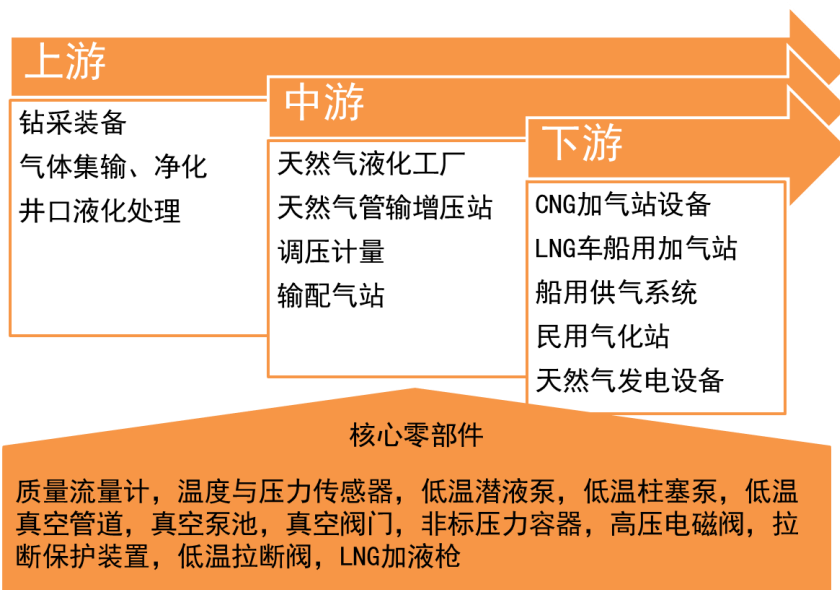 上游
钻采装备
气体集输、净化
井口液化处理
中游
天然气液化工厂
天然气管输增压站
调压计量
输配气站
下游
CNG加气站设备
LNG车船用加气站
船用供气系统
民用气化站
天然气发电设备
核心零部件
质量流量计，温度与压力传感器，低温潜液泵，低温柱塞泵，低温
真空管道，真空泵池，真空阀门，非标压力容器，高压电磁阀，拉
断保护装置，低温拉断阀，LNG加液枪